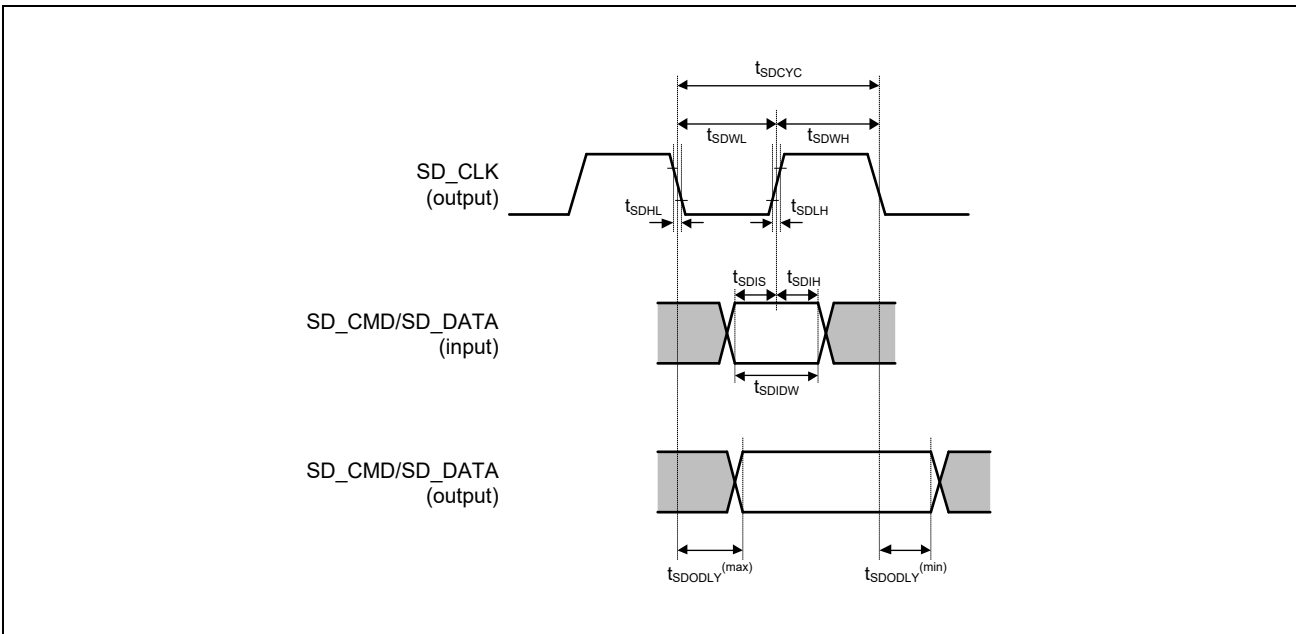 tSDCYC
tSDWL
tSDWH
SD_CLK
(output)
tSDHL
tSDLH
tSDIS
tSDIH
SD_CMD/SD_DATA
(input)
tSDIDW
SD_CMD/SD_DATA
(output)
tSDODLY(max)
tSDODLY(min)